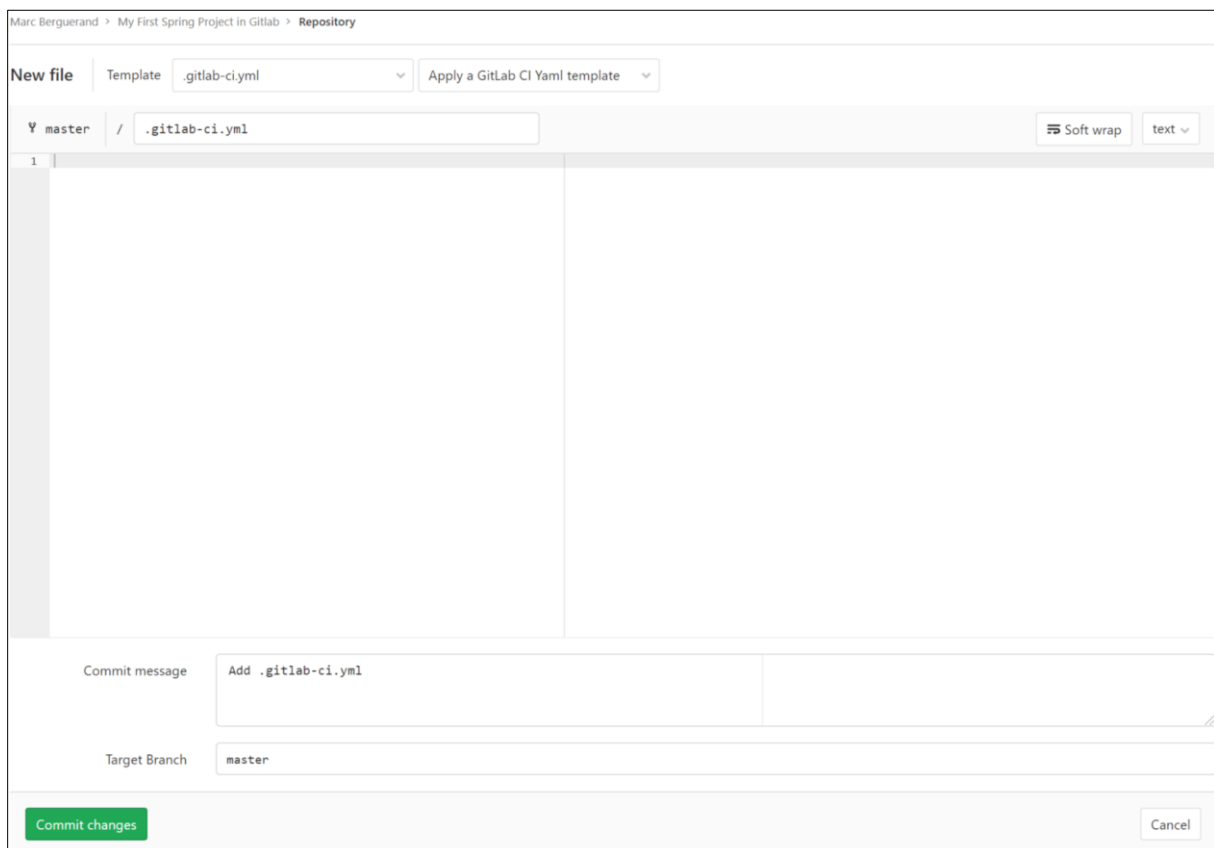 Marc Berguerand > My First Spring Project in Gitlab > Repository
New file Template .gitlab-ci.yml Apply a GitLab CI Yaml template
master / .gitlab-ci.yml Soft wrap text
1
Commit message Add .gitlab-ci.yml
Target Branch master
Commit changes Cancel